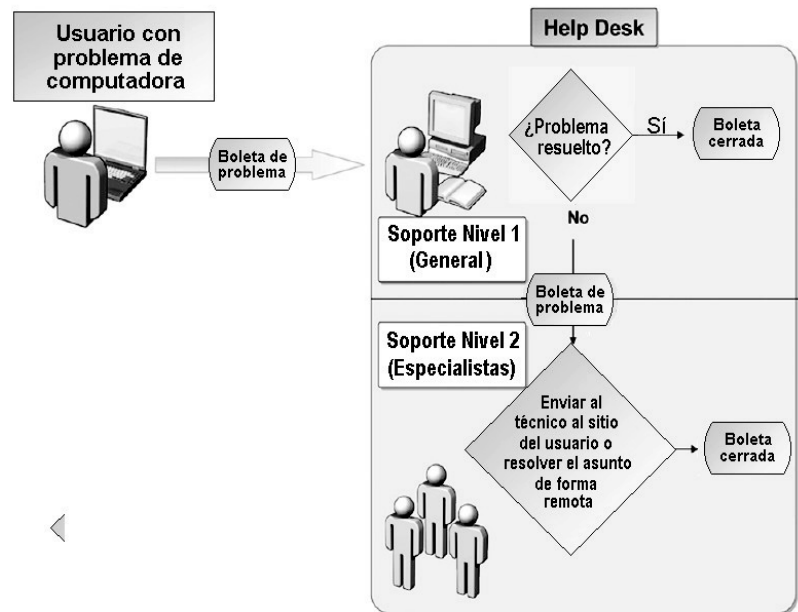 Usuario con
problema de
computadora
Boleta de
problema
Help Desk
¿Problema
resuelto?
Sí
Boleta
cerrada
No
Soporte Nivel 1
(General)
Boleta de
problema
Soporte Nivel 2
(Especialistas)
Enviar al
técnico al sitio
del usuario o
resolver el asunto
de forma
remota
Boleta
cerrada